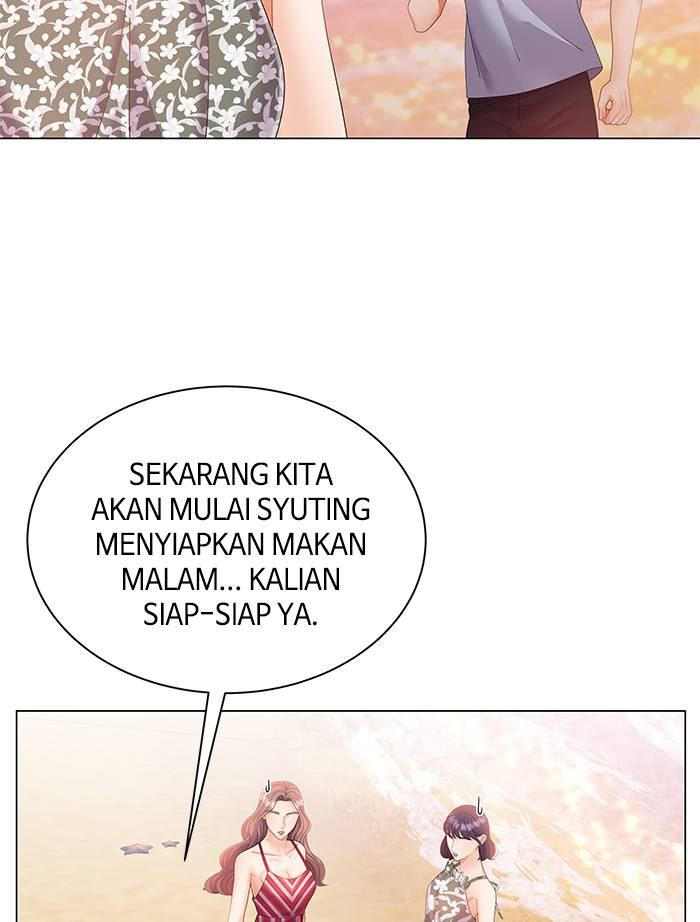 SEKARANG KITA
AKAN MULAI SYUTING
MENYIAPKAN MAKAN
MALAM... KALIAN
SIAP-SIAP YA.